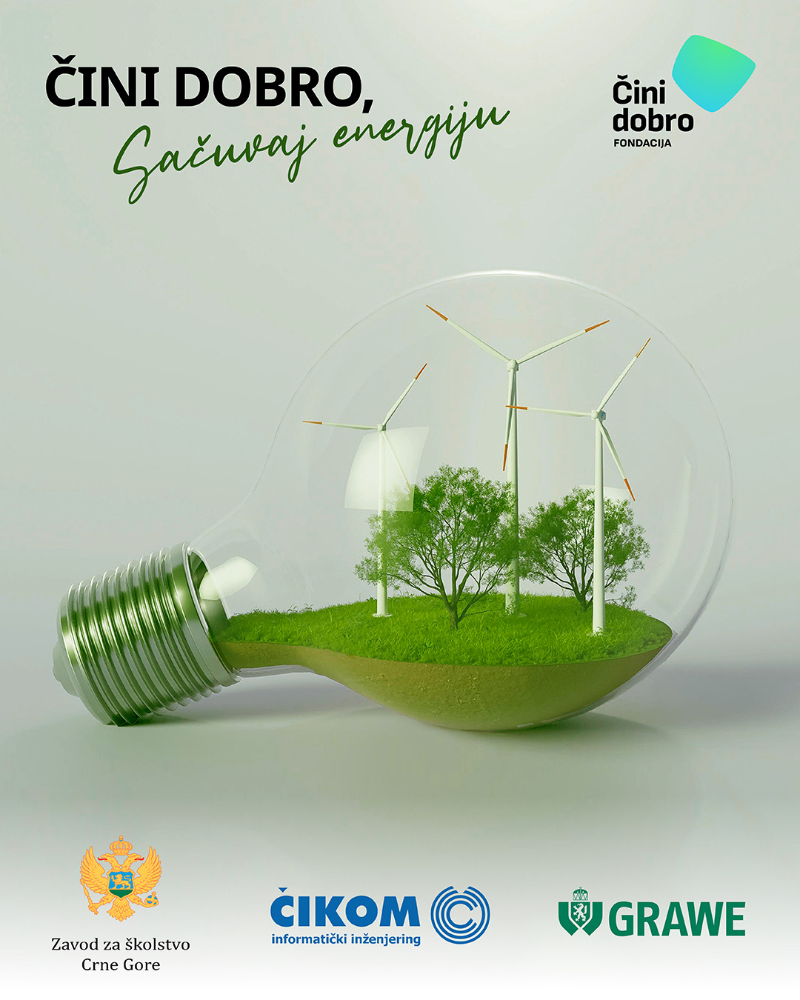 ČINI DOBRO,
Sačuvaj energiju
Čini
dobro
FONDACIJA
Zavod za školstvo
Crne Gore
ČIKOM
informatički inženjering
GRAWE